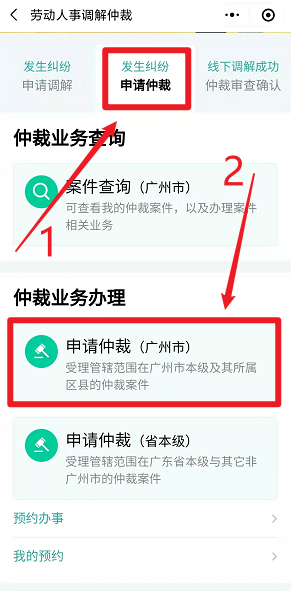 劳动人事调解仲裁
发生纠纷 发生纠纷 线下调解成功
申请调解 申请仲裁 仲裁审查确认
仲裁业务查询
案件查询（广州市）
可查看我的仲裁案件，以及办理案件
相关业务
1
2
仲裁业务办理
申请仲裁（广州市）
受理管辖范围在广州市本级及其所属
区县的仲裁案件
申请仲裁（省本级）
受理管辖范围在广东省本级与其它非
广州市的仲裁案件
预约办事
我的预约